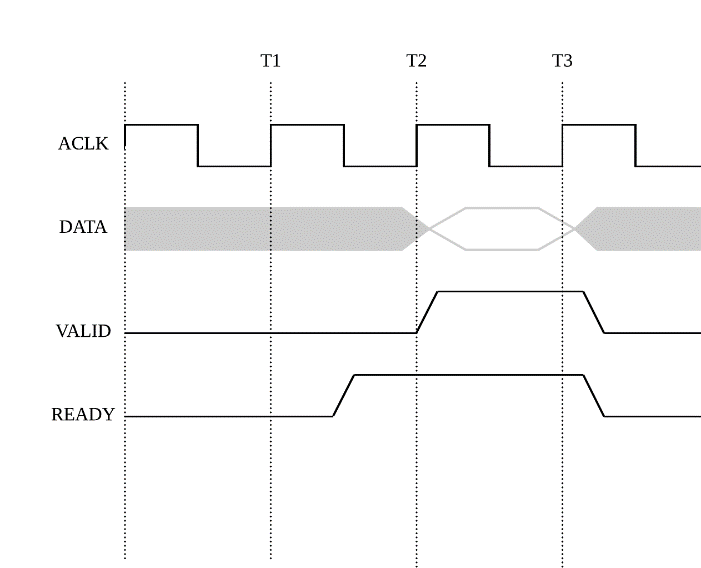 T1 T2 T3
ACLK
DATA
VALID
READY